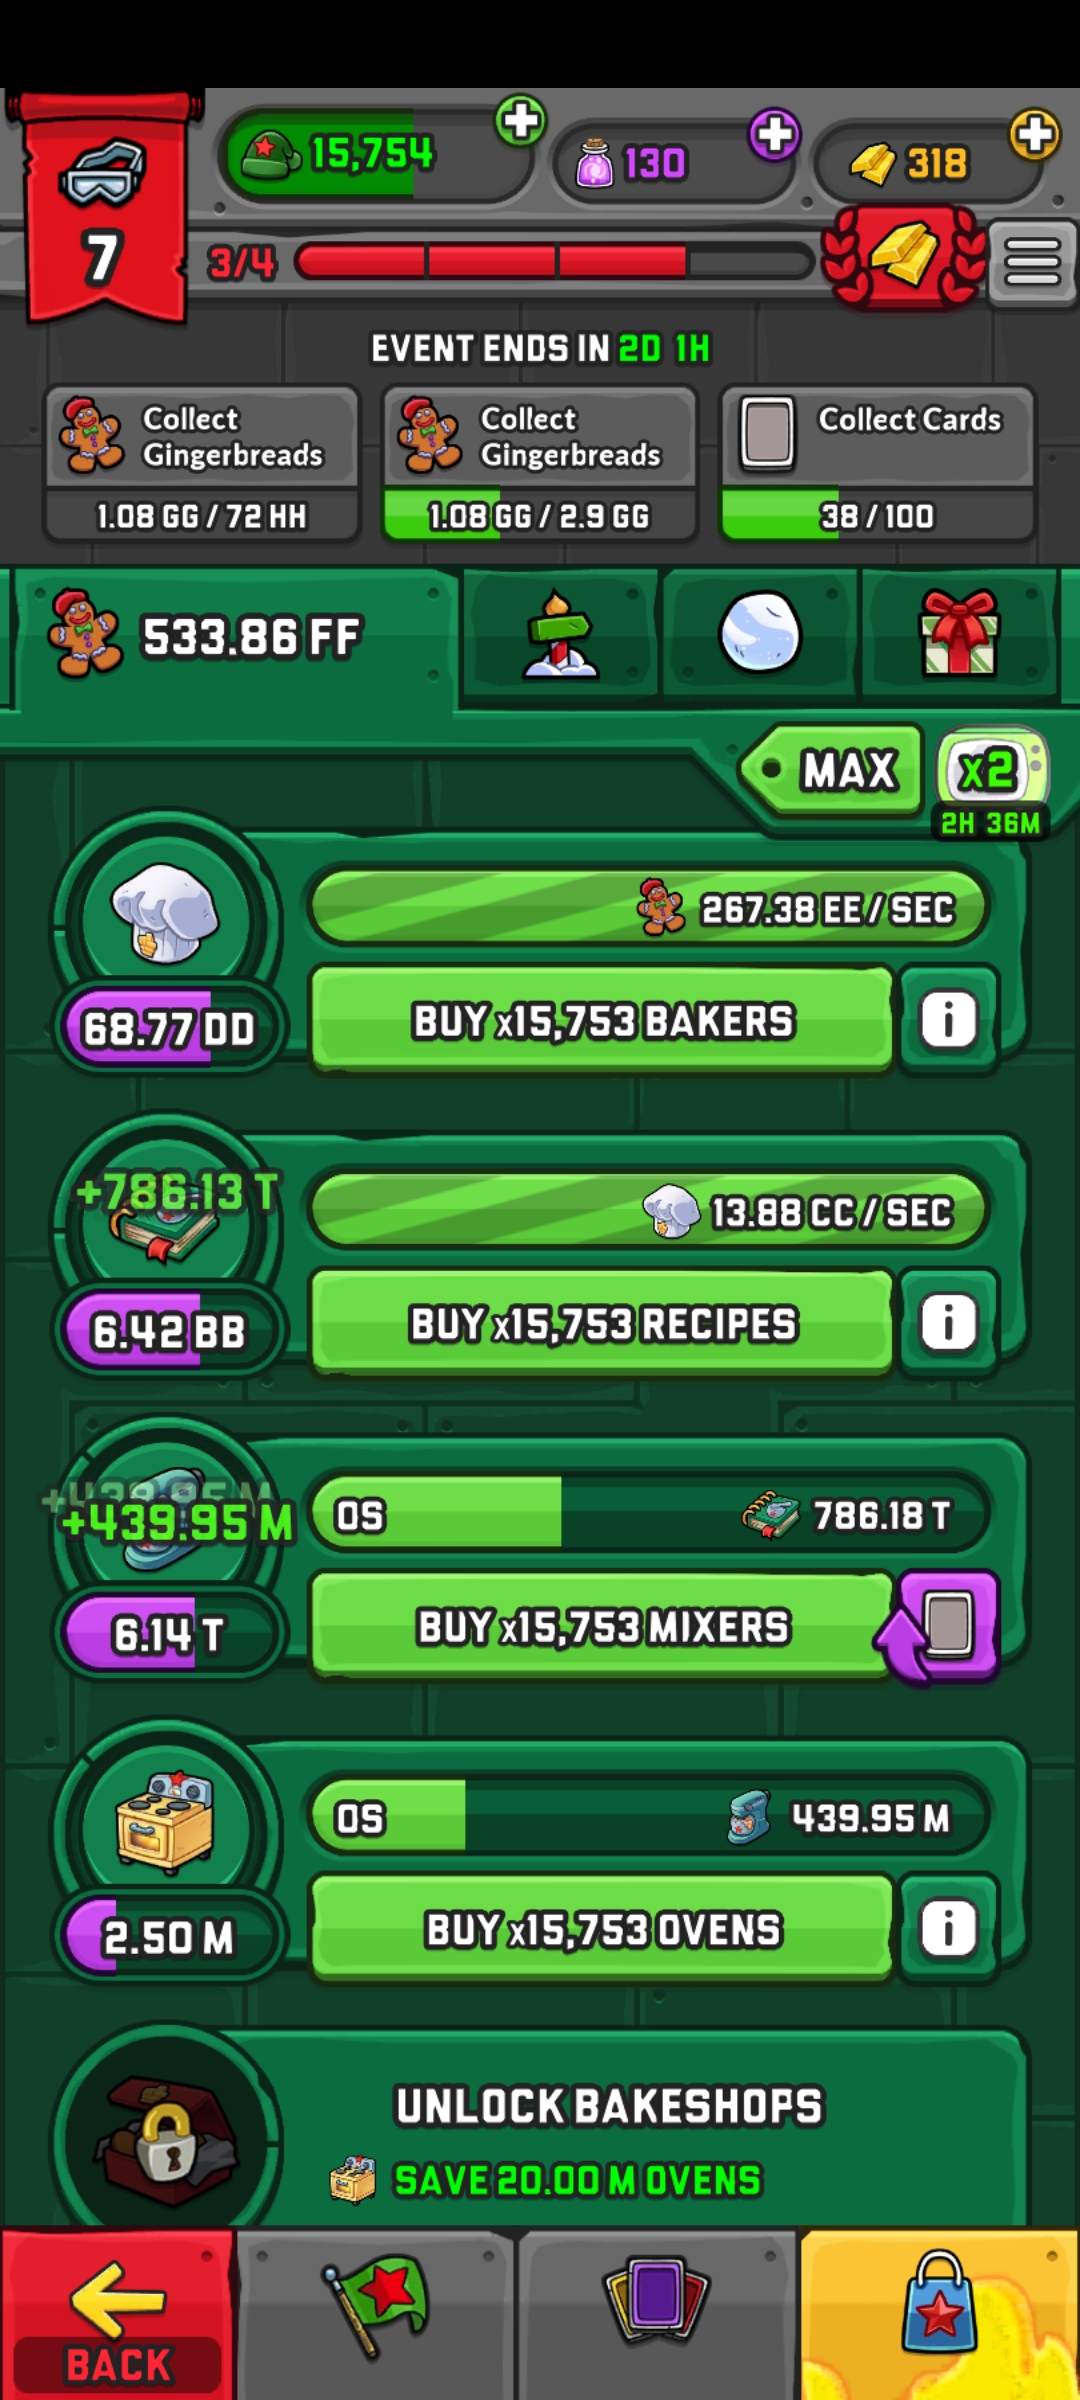 15,754
130
318
7
3/4
EVENT ENDS IN 2D 1H
Collect
Gingerbreads
1.08 GG / 72 HH
Collect
Gingerbreads
1.08 GG / 2.9 GG
Collect Cards
38 / 100
533.86 FF
MAX
x2
2H 36M
267.38 EE / SEC
68.77 DD
BUY x15,753 BAKERS
i
+786.13 T
13.88 CC / SEC
6.42 BB
BUY x15,753 RECIPES
i
+439.95 M
+439.95 M
0S
786.18 T
6.14 T
BUY x15,753 MIXERS
0S
439.95 M
2.50 M
BUY x15,753 OVENS
i
UNLOCK BAKESHOPS
SAVE 20.00 M OVENS
BACK